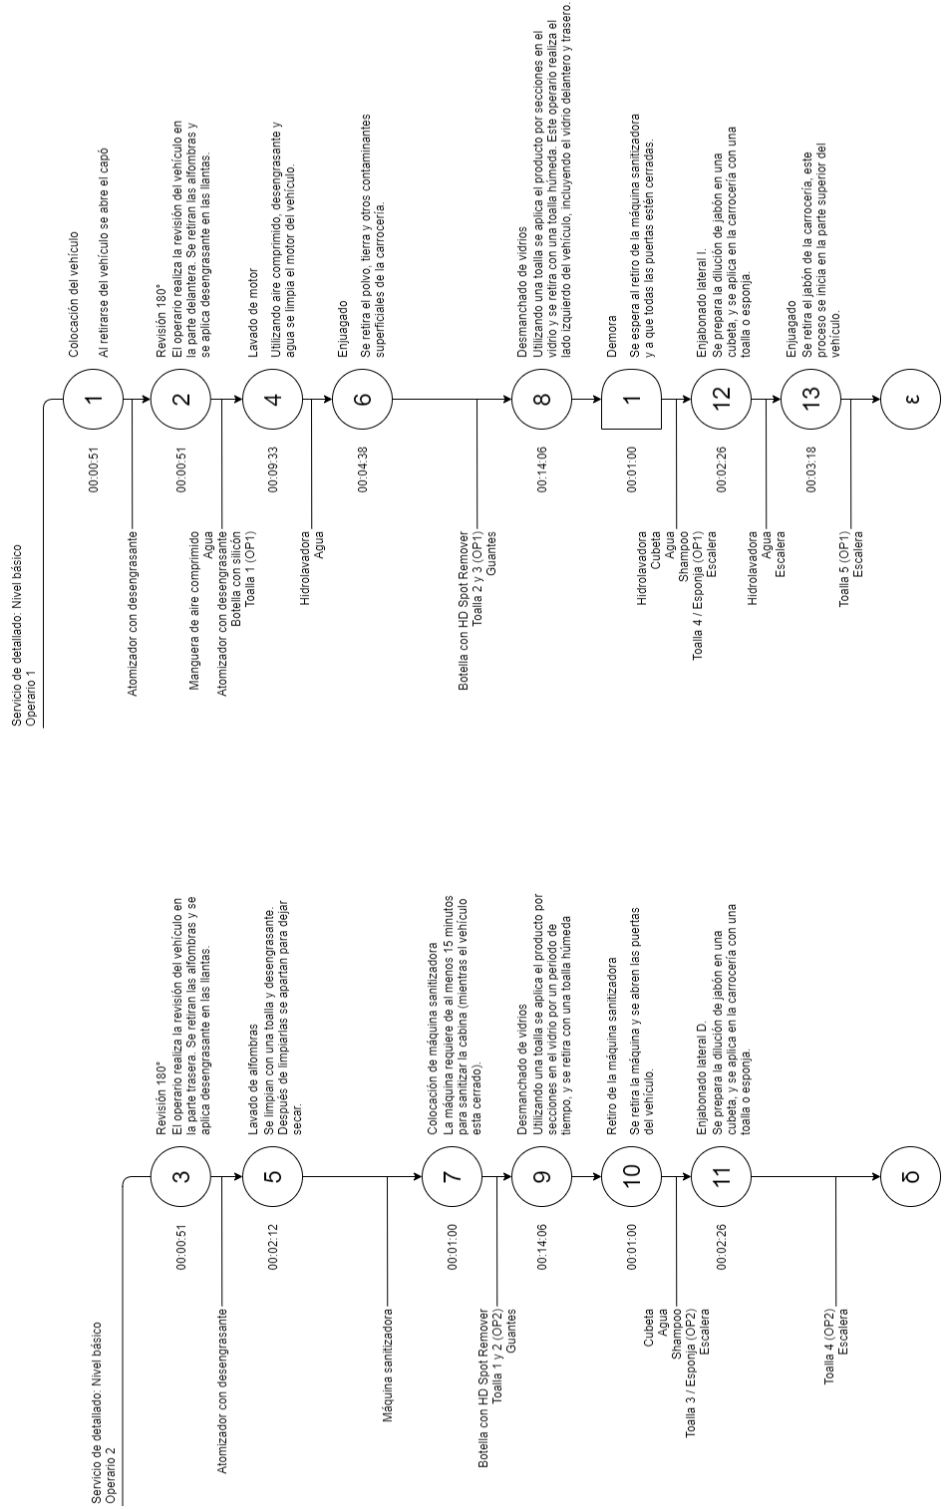 Servicio de detallado: Nivel básico
Operario 2
Atomizador con desengrasante
Máquina sanitizadora
Botella con HD Spot Remover
Toalla 1 y 2 (OP2)
Guantes
Cubeta
Agua
Shampoo
Toalla 3 / Esponja (OP2)
Escalera
Toalla 4 (OP2)
Escalera
00:00:51
3
Revisión 180°
El operario realiza la revisión del vehículo en
la parte trasera. Se retiran las alfombras y se
aplica desengrasante en las llantas.
00:02:12
5
Lavado de alfombras
Se limpian con una toalla y desengrasante.
Después de limpiarlas se apartan para dejar
secar.
00:01:00
7
Colocación de máquina sanitizadora
La máquina requiere de al menos 15 minutos
para sanitizar la cabina (mientras el vehículo
esta cerrado).
00:14:06
9
Desmanchado de vidrios
Utilizando una toalla se aplica el producto por
secciones en el vidrio por un periodo de
tiempo, y se retira con una toalla húmeda
00:01:00
10
Retiro de la máquina sanitizadora
Se retira la máquina y se abren las puertas
del vehículo.
00:02:26
11
Enjabonado lateral D.
Se prepara la dilución de jabón en una
cubeta, y se aplica en la carrocería con una
toalla o esponja.
δ
Servicio de detallado: Nivel básico
Operario 1
Atomizador con desengrasante
Manguera de aire comprimido
Agua
Atomizador con desengrasante
Botella con silicón
Toalla 1 (OP1)
Hidrolavadora
Agua
Botella con HD Spot Remover
Toalla 2 y 3 (OP1)
Guantes
Hidrolavadora
Cubeta
Agua
Shampoo
Toalla 4 / Esponja (OP1)
Escalera
Hidrolavadora
Agua
Escalera
Toalla 5 (OP1)
Escalera
00:00:51
1
Colocación del vehículo
Al retirarse del vehículo se abre el capó
00:00:51
2
Revisión 180°
El operario realiza la revisión del vehículo en
la parte delantera. Se retiran las alfombras y
se aplica desengrasante en las llantas.
00:09:33
4
Lavado de motor
Utilizando aire comprimido, desengrasante y
agua se limpia el motor del vehículo.
00:04:38
6
Enjuagado
Se retira el polvo, tierra y otros contaminantes
superficiales de la carrocería.
00:14:06
8
Desmanchado de vidrios
Utilizando una toalla se aplica el producto por secciones en el
vidrio y se retira con una toalla húmeda. Este operario realiza el
lado izquierdo del vehículo, incluyendo el vidrio delantero y trasero.
00:01:00
1
Demora
Se espera al retiro de la máquina sanitizadora
y a que todas las puertas estén cerradas.
00:02:26
12
Enjabonado lateral I.
Se prepara la dilución de jabón en una
cubeta, y se aplica en la carrocería con una
toalla o esponja.
00:03:18
13
Enjuagado
Se retira el jabón de la carrocería, este
proceso se inicia en la parte superior del
vehículo.
ε